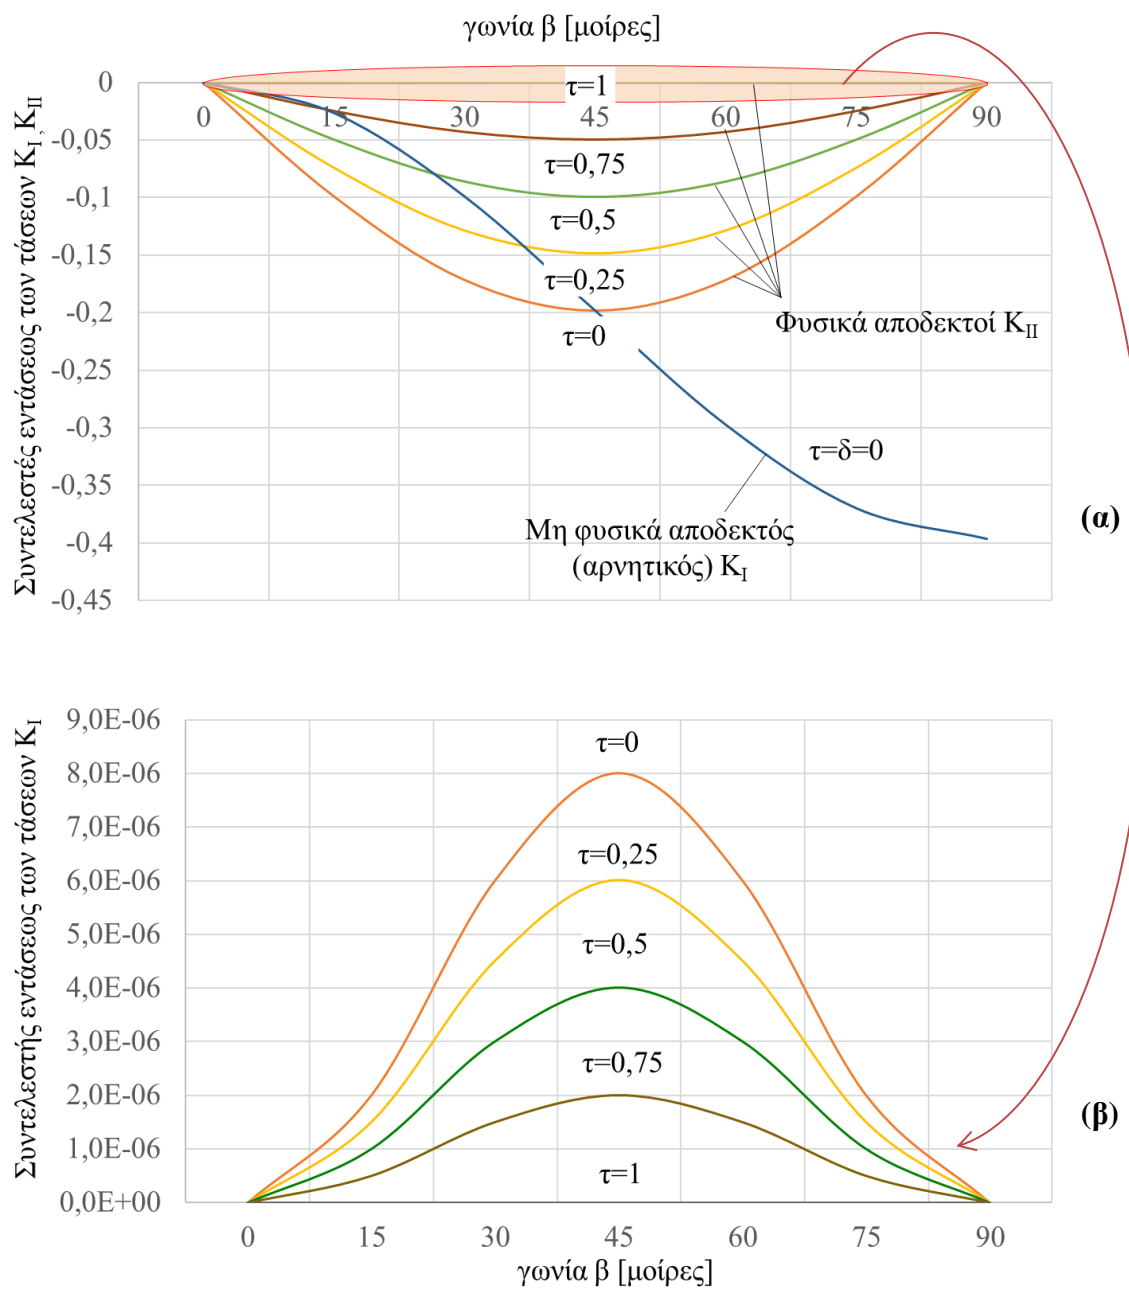 γωνία β [μοίρες]
Συντελεστές εντάσεως των τάσεων K_I, K_II
0
-0,05
-0,1
-0,15
-0,2
-0,25
-0,3
-0,35
-0,4
-0,45
0 15 30 45 60 75 90
τ=1
τ=0,75
τ=0,5
τ=0,25
τ=0
Φυσικά αποδεκτοί K_II
τ=δ=0
Μη φυσικά αποδεκτός
(αρνητικός) K_I
(α)
Συντελεστής εντάσεως των τάσεων K_I
9,0E-06
8,0E-06
7,0E-06
6,0E-06
5,0E-06
4,0E-06
3,0E-06
2,0E-06
1,0E-06
0,0E+00
τ=0
τ=0,25
τ=0,5
τ=0,75
τ=1
(β)
0 15 30 45 60 75 90
γωνία β [μοίρες]